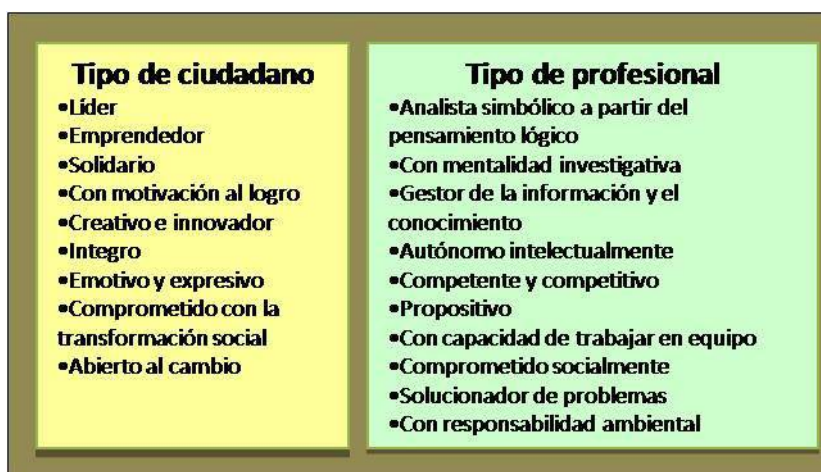 Tipo de ciudadano
•Líder
•Emprendedor
•Solidario
•Con motivación al logro
•Creativo e innovador
•Integro
•Emotivo y expresivo
•Comprometido con la
transformación social
•Abierto al cambio
Tipo de profesional
•Analista simbólico a partir del
pensamiento lógico
•Con mentalidad investigativa
•Gestor de la información y el
conocimiento
•Autónomo intelectualmente
•Competente y competitivo
•Propositivo
•Con capacidad de trabajar en equipo
•Comprometido socialmente
•Solucionador de problemas
•Con responsabilidad ambiental